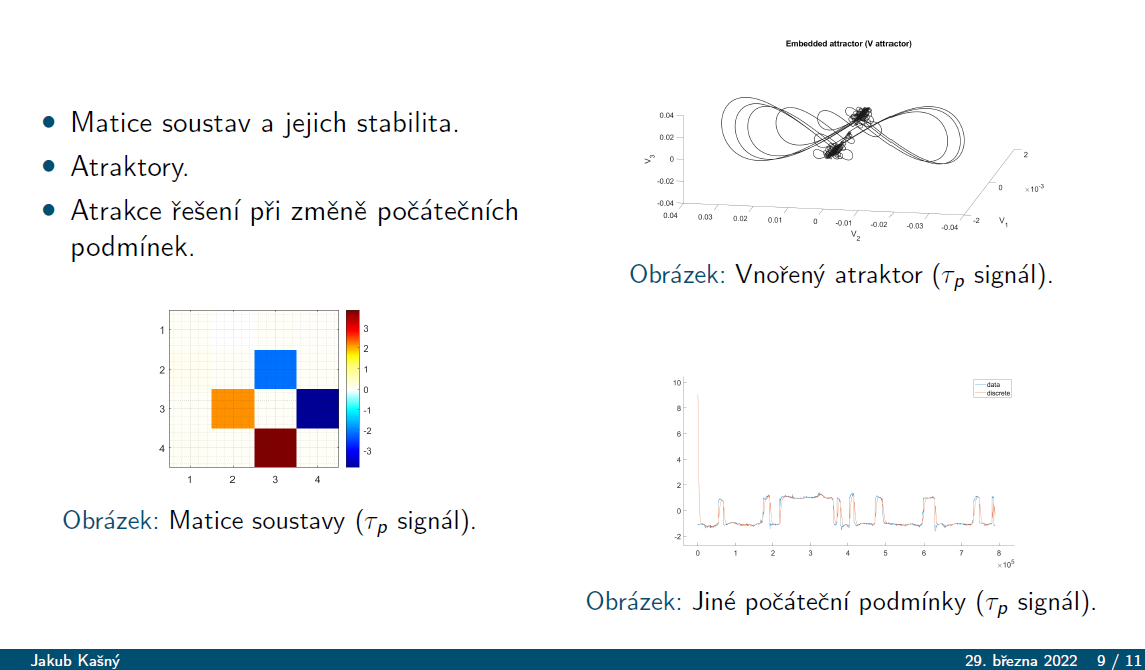 • Matice soustav a jejich stabilita.
• Atraktory.
• Atrakce řešení při změně počátečních
podmínek.
1
2
3
4
1 2 3 4
3
2
1
0
-1
-2
-3
Obrázek: Matice soustavy (τp signál).
Embedded attractor (V attractor)
0.04
0.02
0
-0.02
-0.04
V3
0.04 0.03 0.02 0.01 0 -0.01 -0.02 -0.03 -0.04
V2
2
0
-2
×10-3
V1
Obrázek: Vnořený atraktor (τp signál).
data
discrete
10
8
6
4
2
0
-2
0 1 2 3 4 5 6 7 8
×105
Obrázek: Jiné počáteční podmínky (τp signál).
Jakub Kašný
29. března 2022 9 / 11